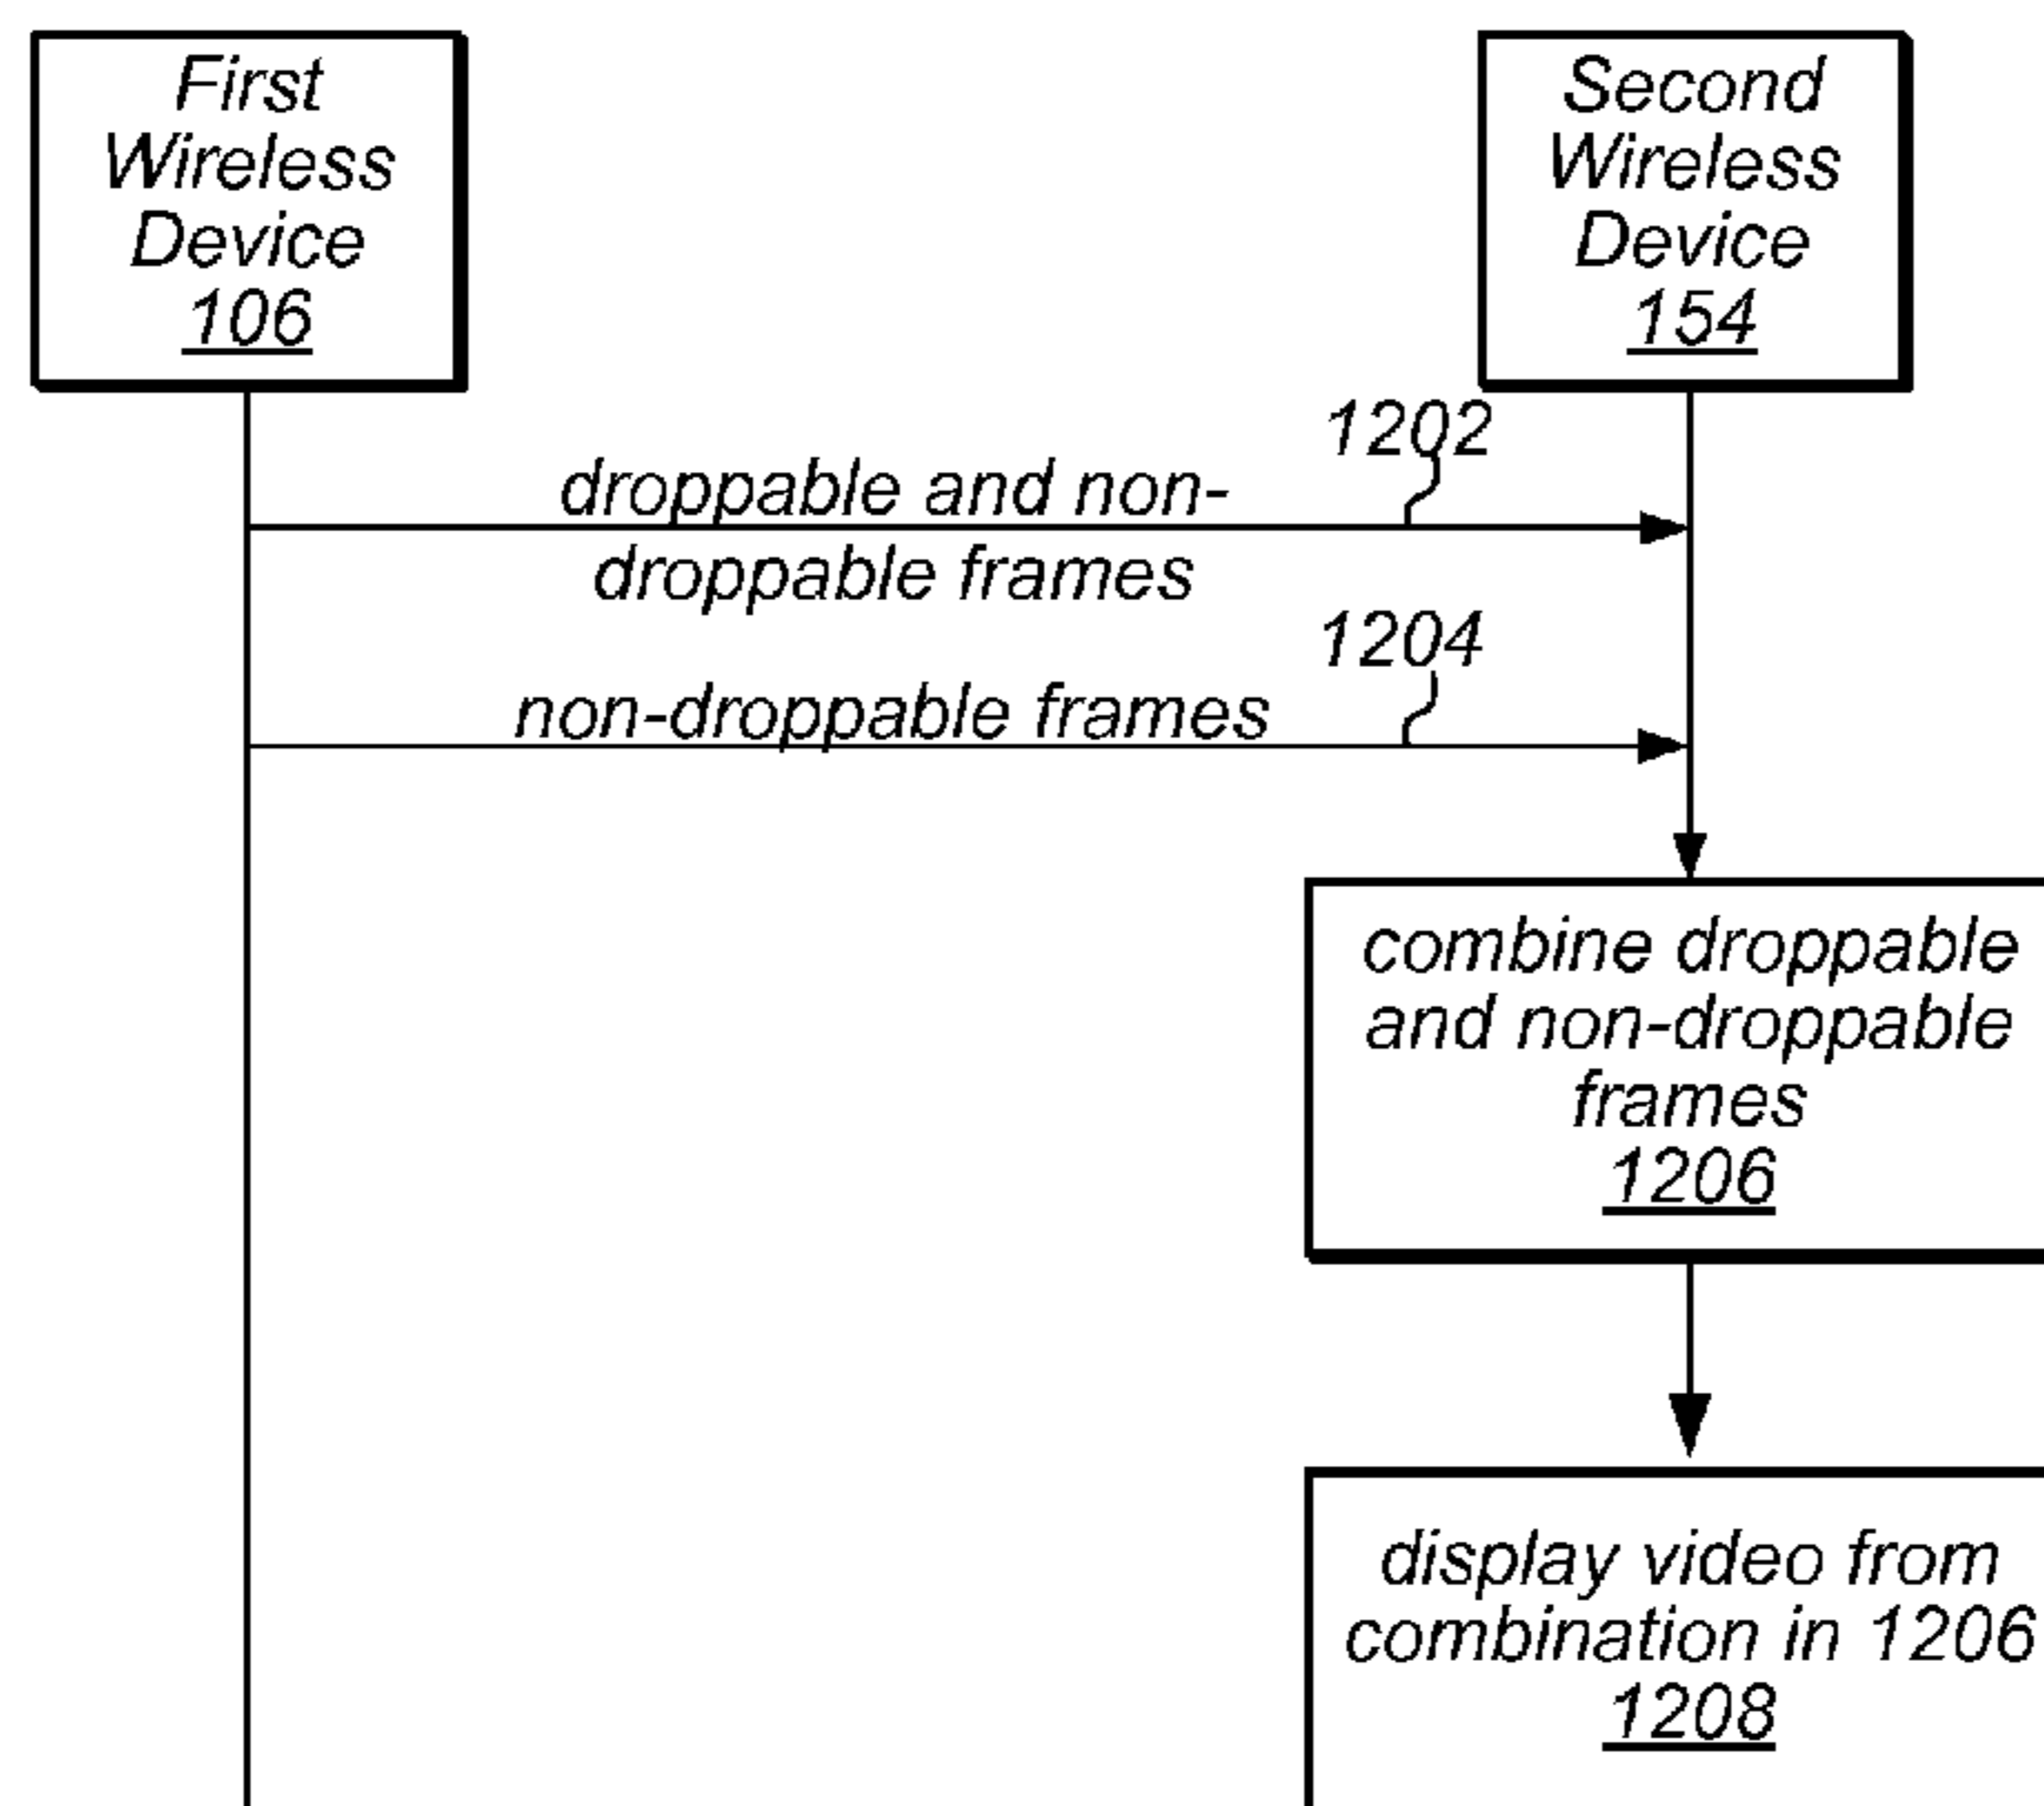 First
Wireless
Device
106
Second
Wireless
Device
154
1202
droppable and non-
droppable frames
1204
non-droppable frames
combine droppable
and non-droppable
frames
1206
display video from
combination in 1206
1208